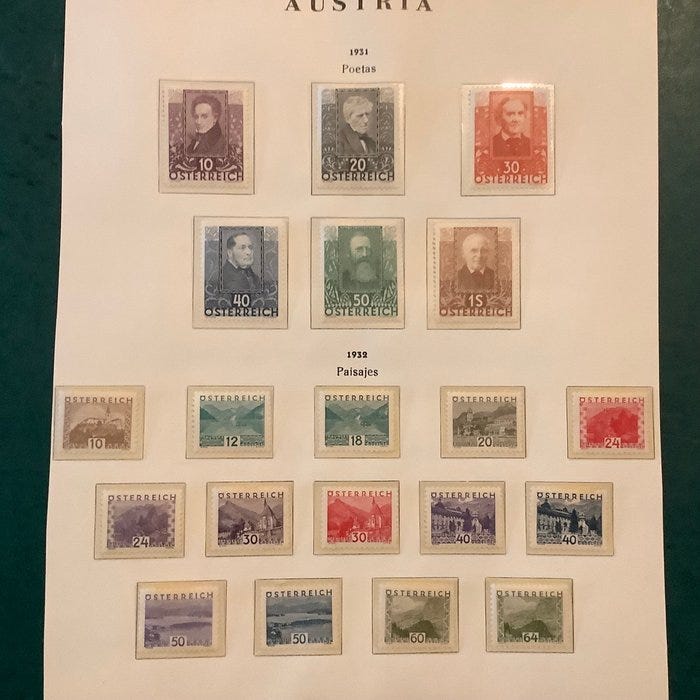 AUSTRIA
1931
Poetas
10
ÖSTERREICH
20
ÖSTERREICH
30
ÖSTERREICH
40
ÖSTERREICH
50
ÖSTERREICH
1S
ÖSTERREICH
1932
Paisajes
ÖSTERREICH
10
ÖSTERREICH
12
ÖSTERREICH
18
ÖSTERREICH
20
ÖSTERREICH
24
ÖSTERREICH
24
ÖSTERREICH
30
ÖSTERREICH
30
ÖSTERREICH
40
ÖSTERREICH
40
ÖSTERREICH
50
ÖSTERREICH
50
ÖSTERREICH
60
ÖSTERREICH
64